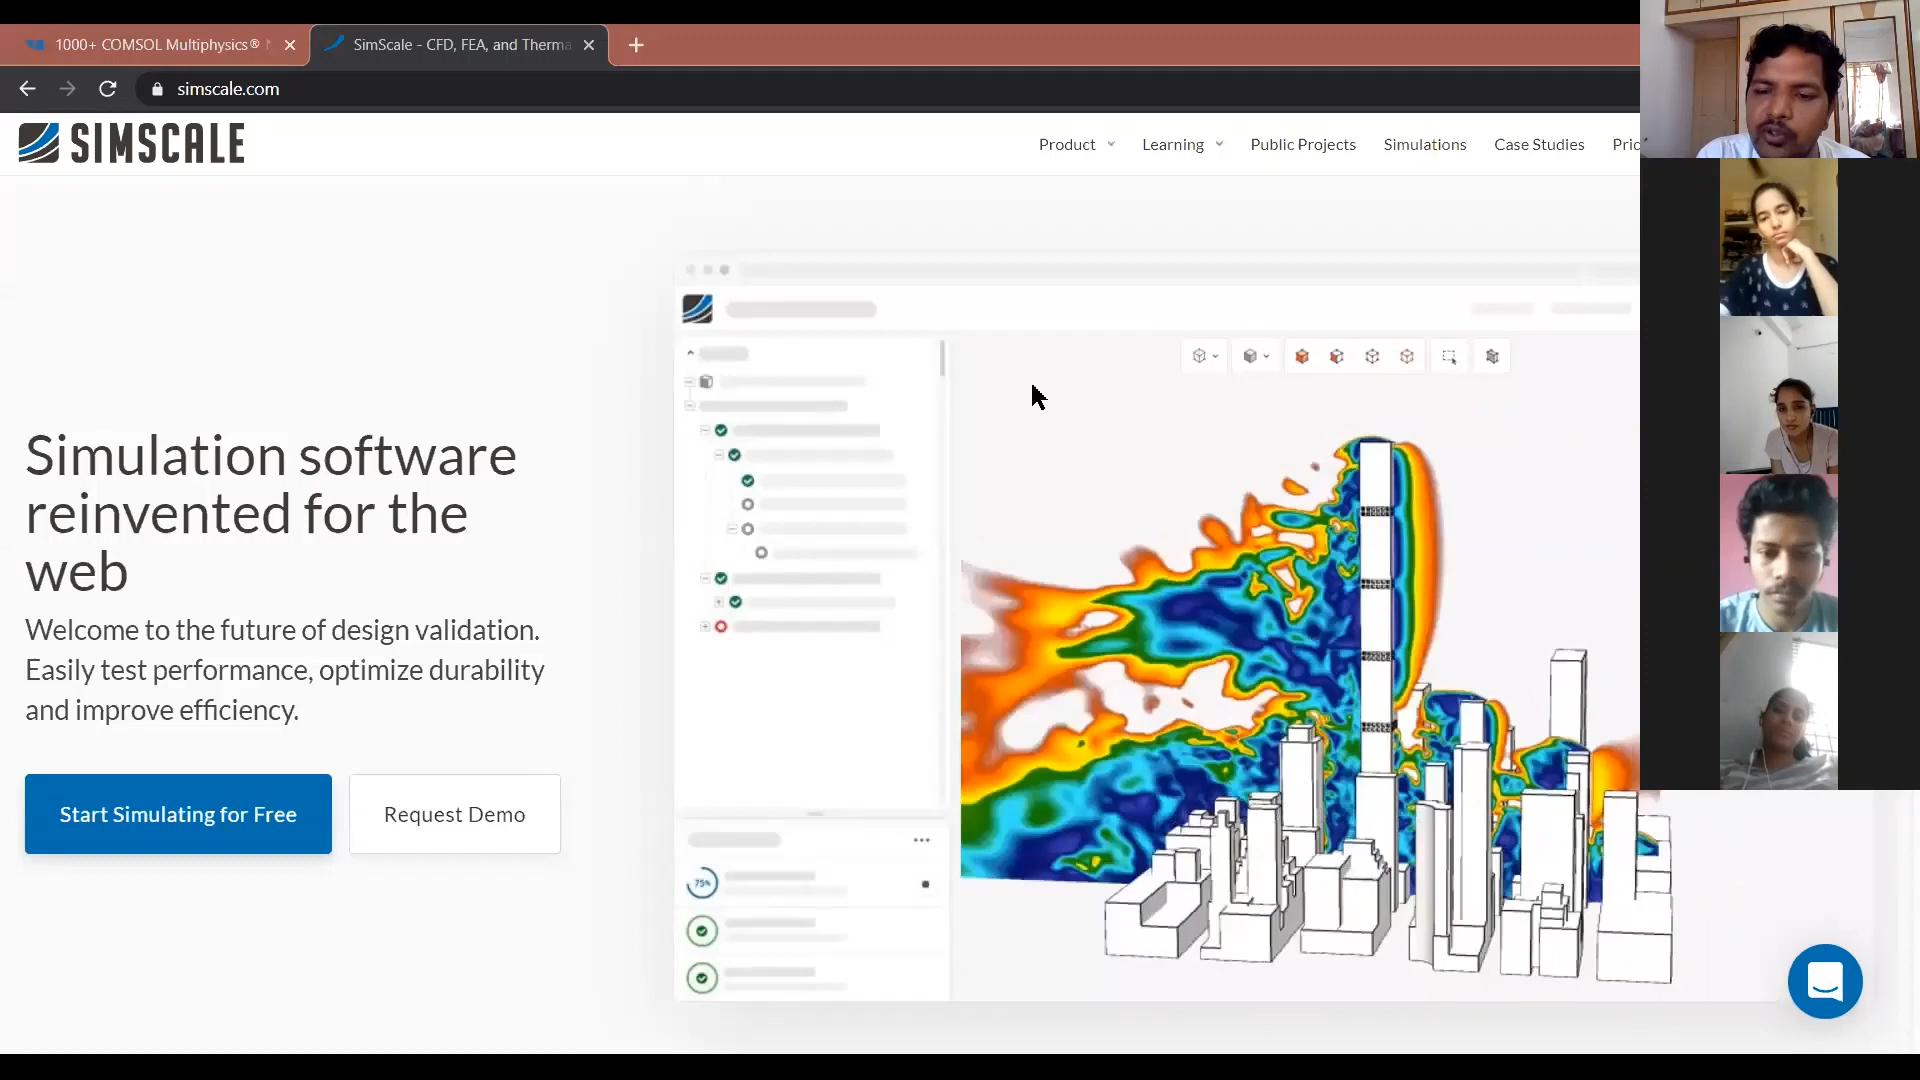 1000+ COMSOL Multiphysics®
SimScale - CFD, FEA, and Therma
simscale.com
SIMSCALE
Product
Learning
Public Projects
Simulations
Case Studies
Pric
Simulation software
reinvented for the
web
Welcome to the future of design validation.
Easily test performance, optimize durability
and improve efficiency.
Start Simulating for Free
Request Demo
75%